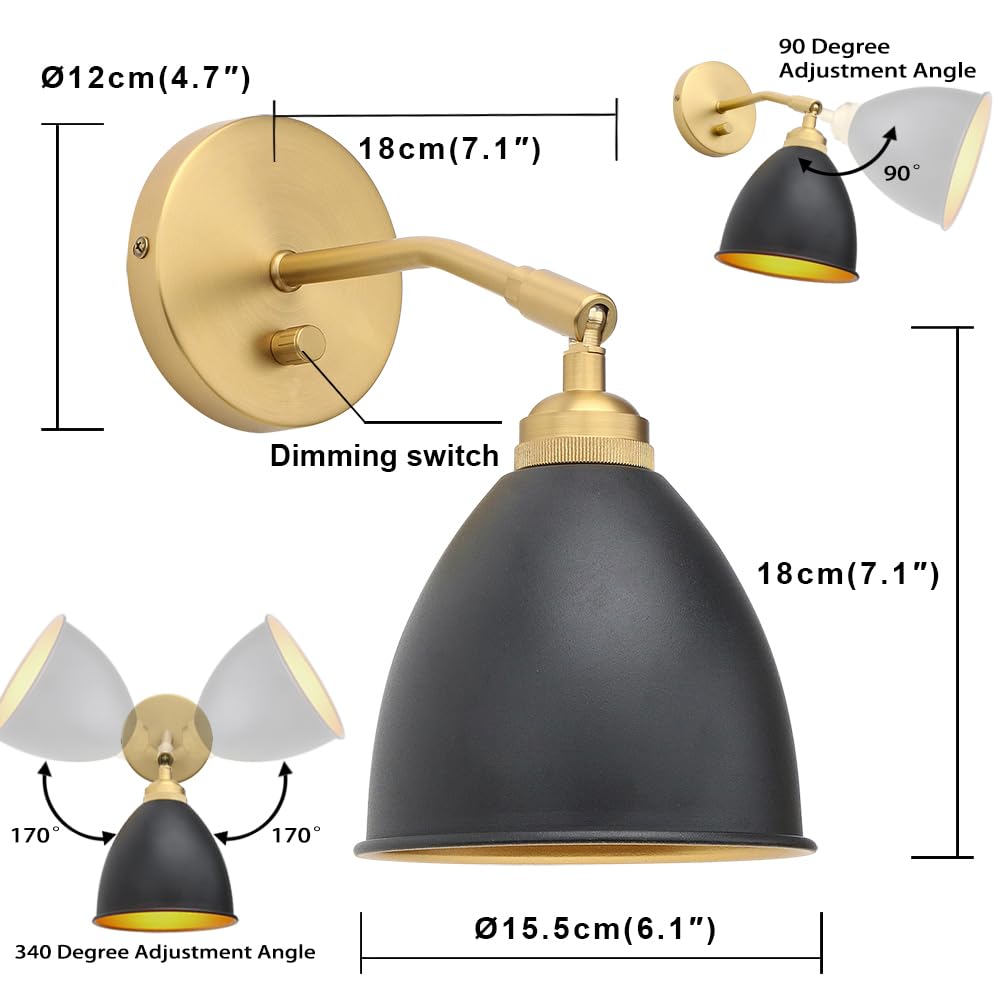 Ø12cm(4.7″)
18cm(7.1″)
90 Degree
Adjustment Angle
90°
Dimming switch
18cm(7.1″)
170°
170°
340 Degree Adjustment Angle
Ø15.5cm(6.1″)